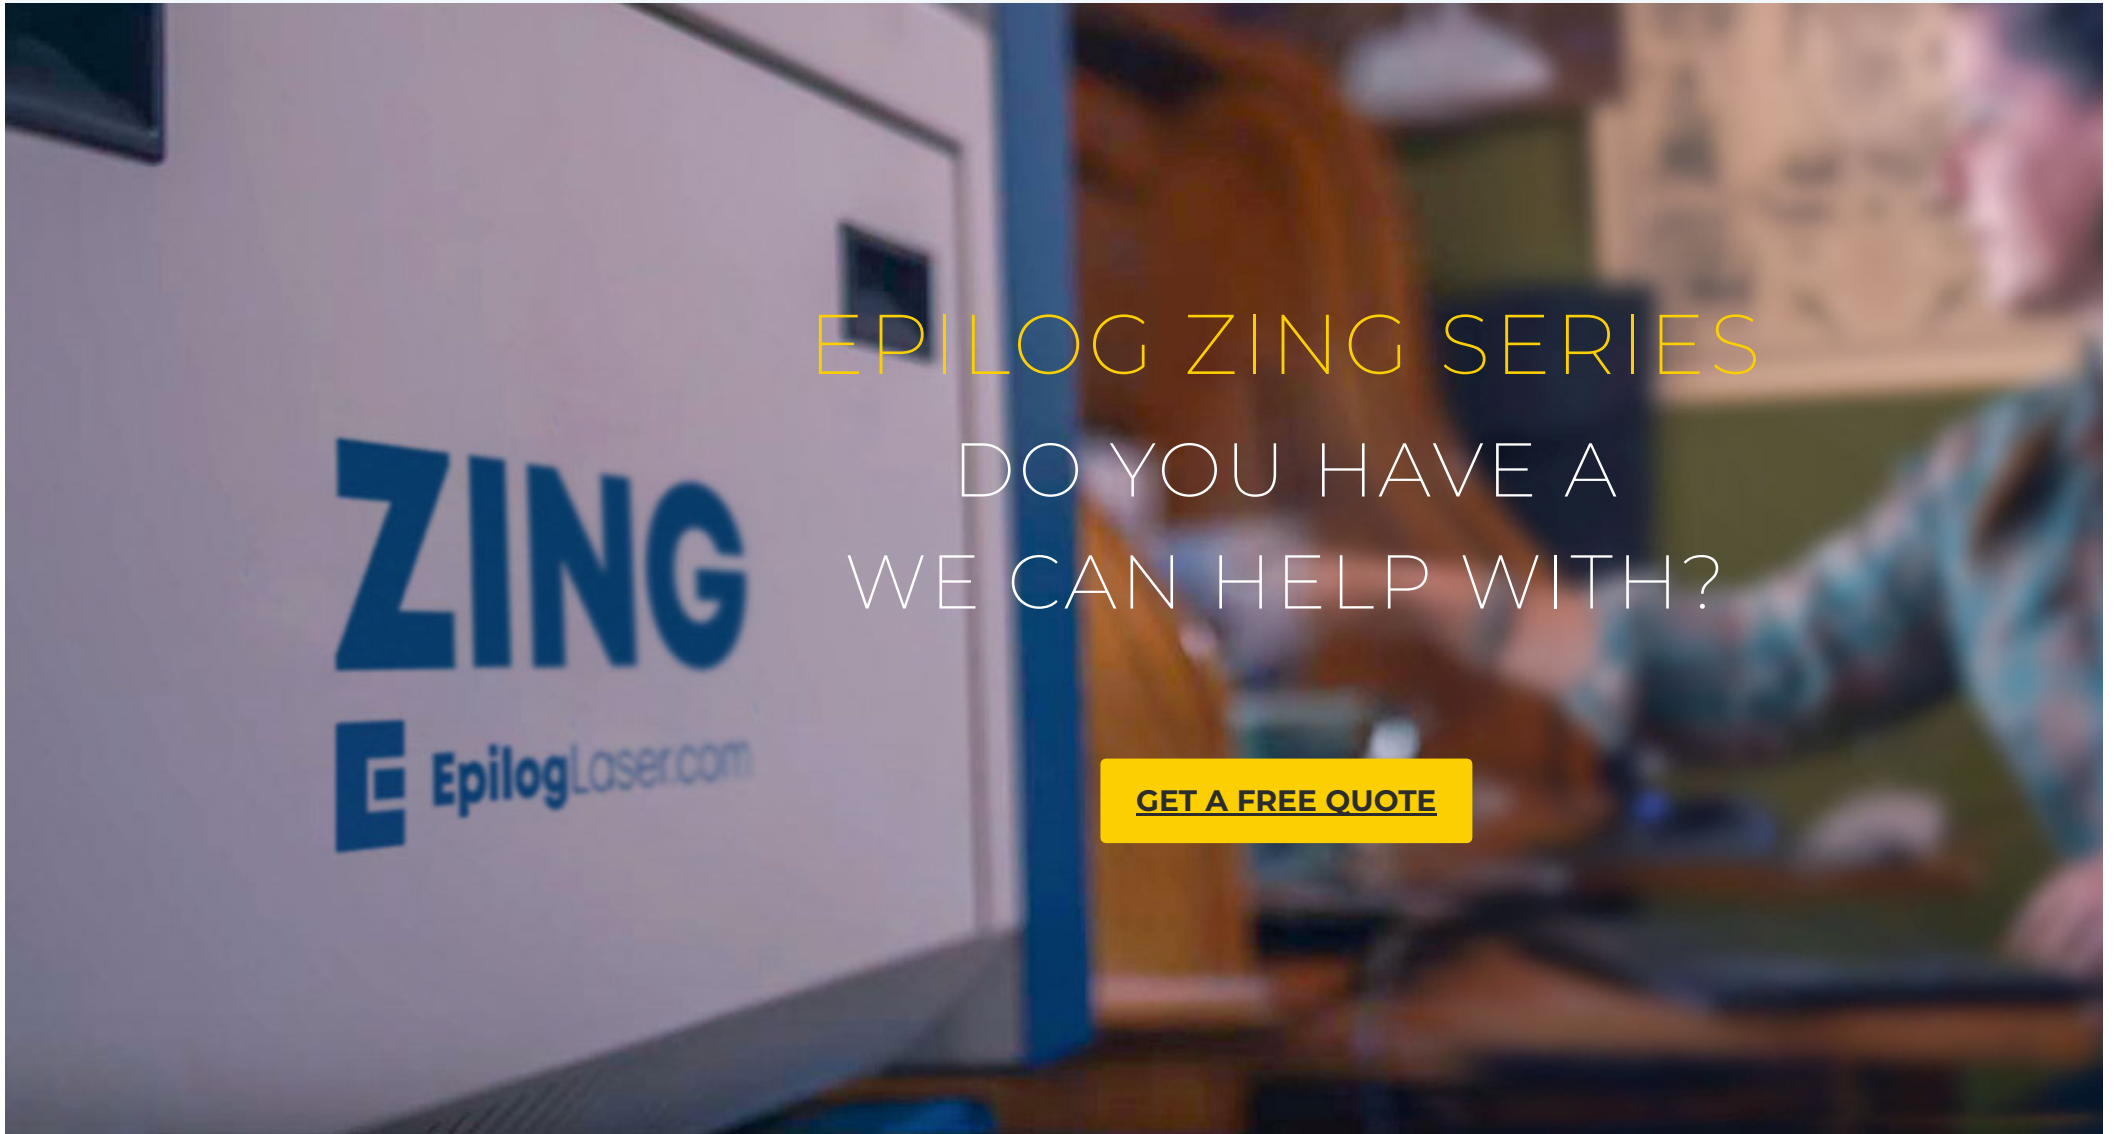 EPILOG ZING SERIES
DO YOU HAVE A
WE CAN HELP WITH?
ZING
EpilogLaser.com
GET A FREE QUOTE